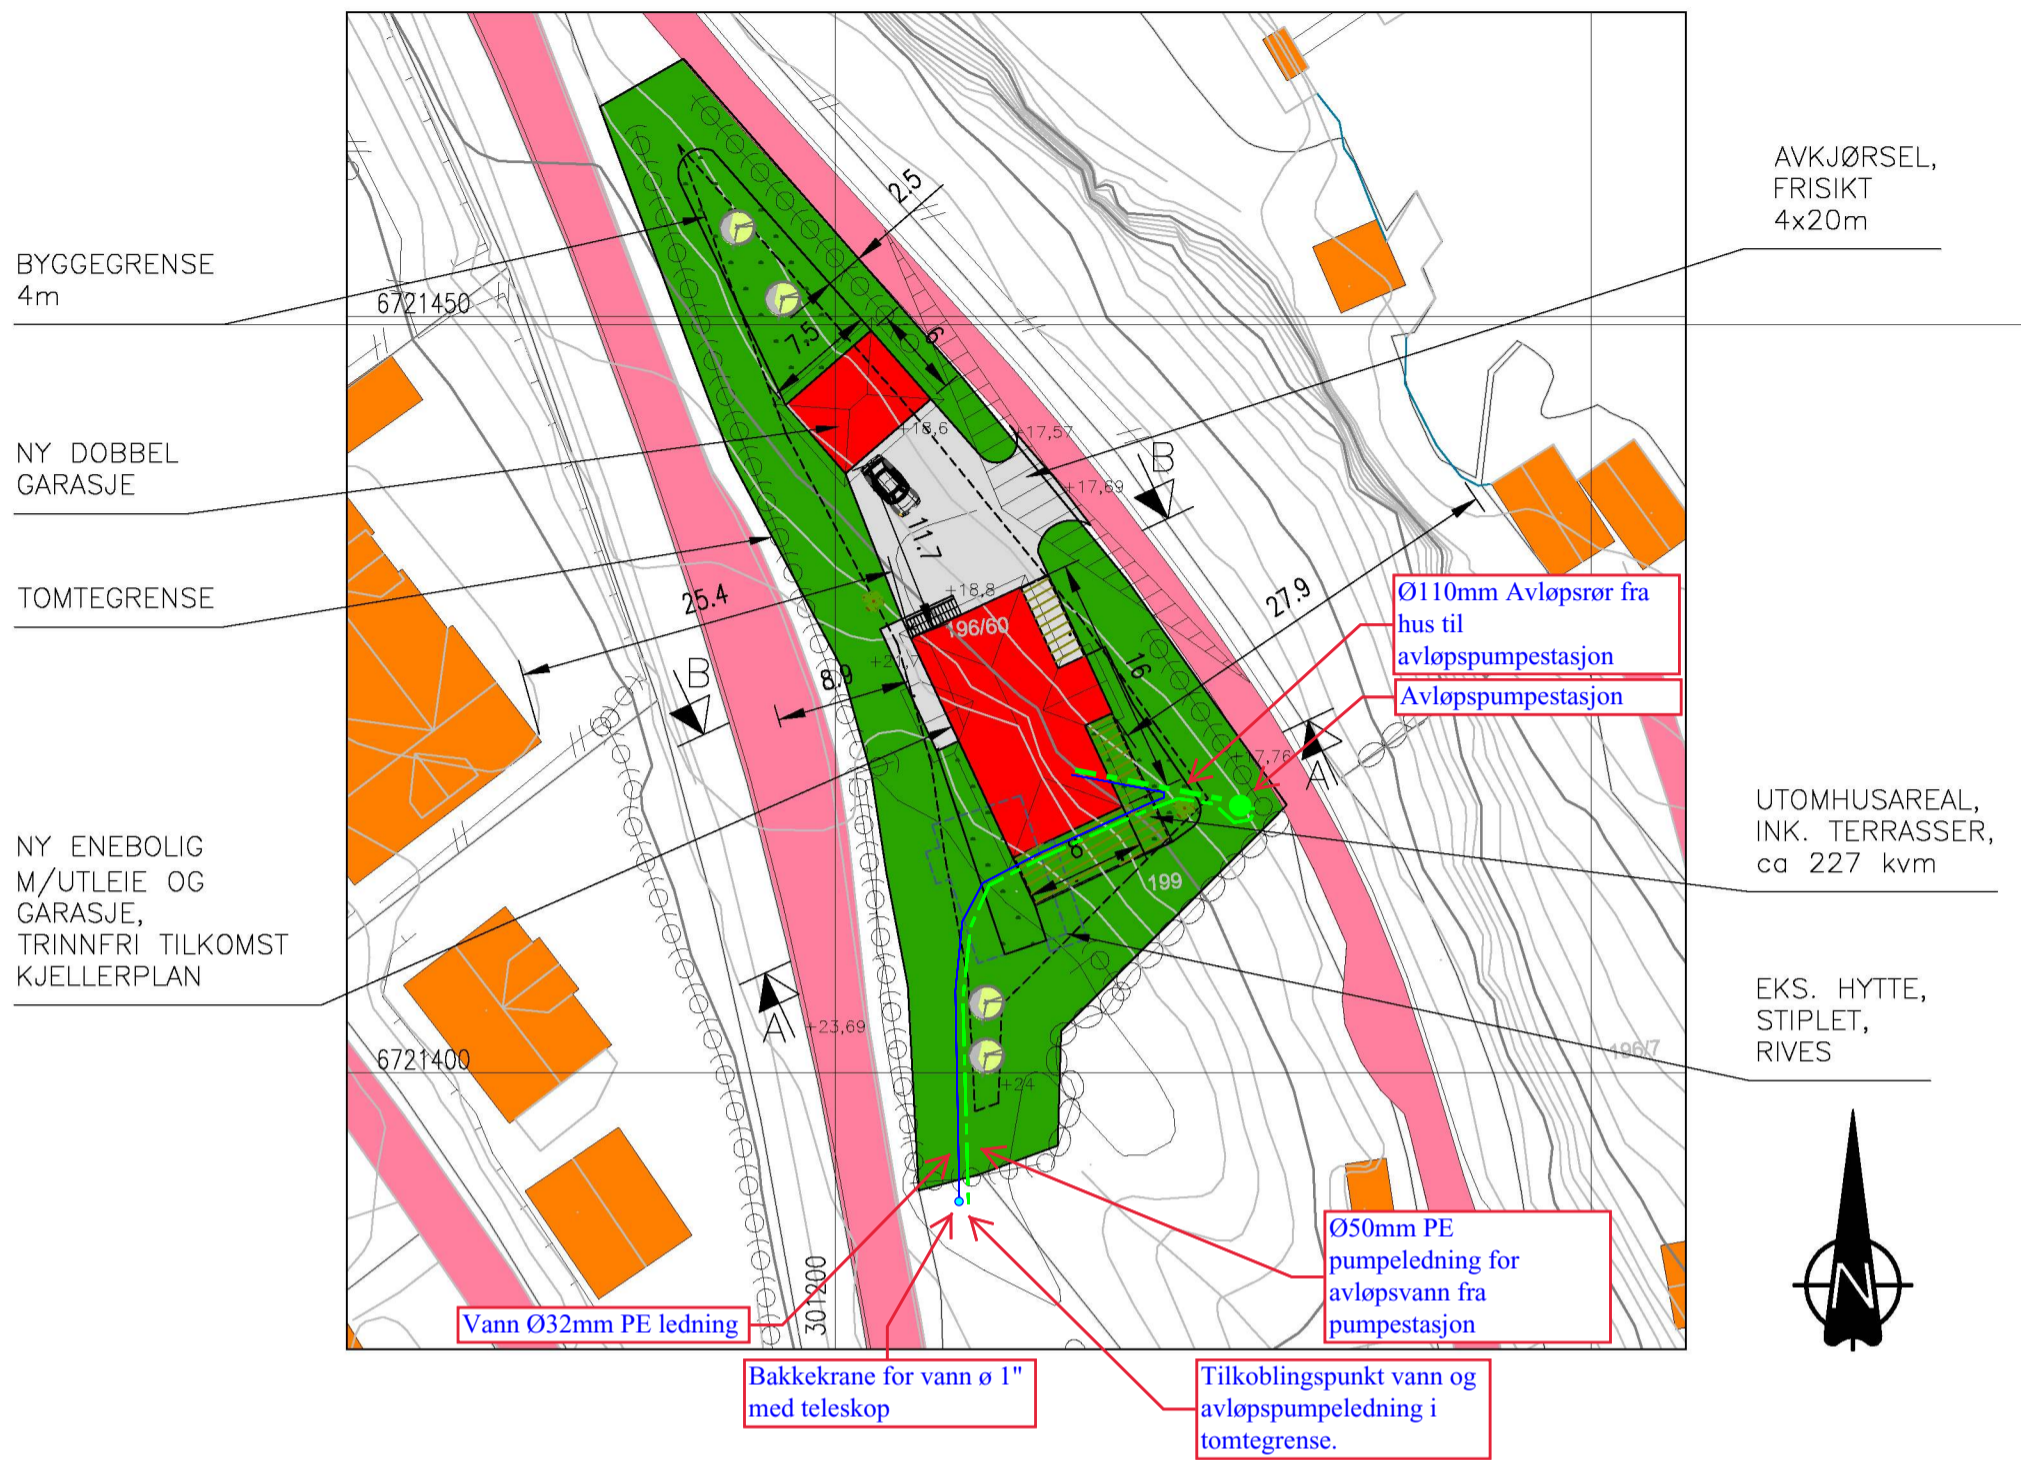 BYGGEGRENSE
4m
NY DOBBEL
GARASJE
TOMTEGRENSE
NY ENEBOLIG
M/UTLEIE OG
GARASJE,
TRINNFRI TILKOMST
KJELLERPLAN
6721450
6721400
301200
2.5
7.5
6
+18,6
+17,57
+17,69
11.7
+18,8
196/60
25.4
8.9
B
B
A
A
16
27.9
+17,76
6
199
+23,69
+24
196/7
AVKJØRSEL,
FRISIKT
4x20m
Ø110mm Avløpsrør fra
hus til
avløpspumpestasjon
Avløpspumpestasjon
UTOMHUSAREAL,
INK. TERRASSER,
ca 227 kvm
EKS. HYTTE,
STIPLET,
RIVES
N
Ø50mm PE
pumpeledning for
avløpsvann fra
pumpestasjon
Vann Ø32mm PE ledning
Bakkekrane for vann ø 1"
med teleskop
Tilkoblingspunkt vann og
avløpspumpeledning i
tomtegrense.